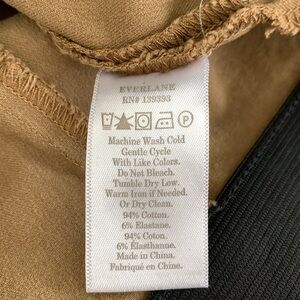 EVERLANE
RN# 139393
Machine Wash Cold
Gentle Cycle
With Like Colors.
Do Not Bleach.
Tumble Dry Low.
Warm Iron if Needed.
Or Dry Clean.
94% Cotton.
6% Elastane.
94% Coton.
6% Élasthanne.
Made in China.
Fabriqué en Chine.